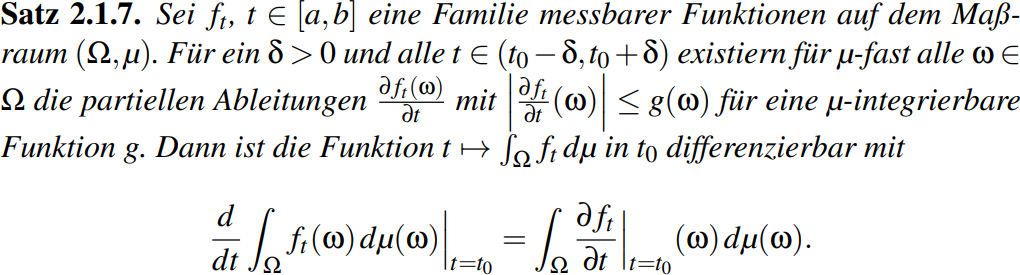 Satz 2.1.7. Sei f_t, t ∈ [a,b] eine Familie messbarer Funktionen auf dem Maß-
raum (Ω,μ). Für ein δ > 0 und alle t ∈ (t_0 − δ, t_0 + δ) existiern für μ-fast alle ω ∈
Ω die partiellen Ableitungen ∂f_t(ω)/∂t mit |∂f_t/∂t (ω)| ≤ g(ω) für eine μ-integrierbare
Funktion g. Dann ist die Funktion t ↦ ∫_Ω f_t dμ in t_0 differenzierbar mit
d/dt ∫_Ω f_t(ω) dμ(ω)|_{t=t_0} = ∫_Ω ∂f_t/∂t|_{t=t_0} (ω) dμ(ω).